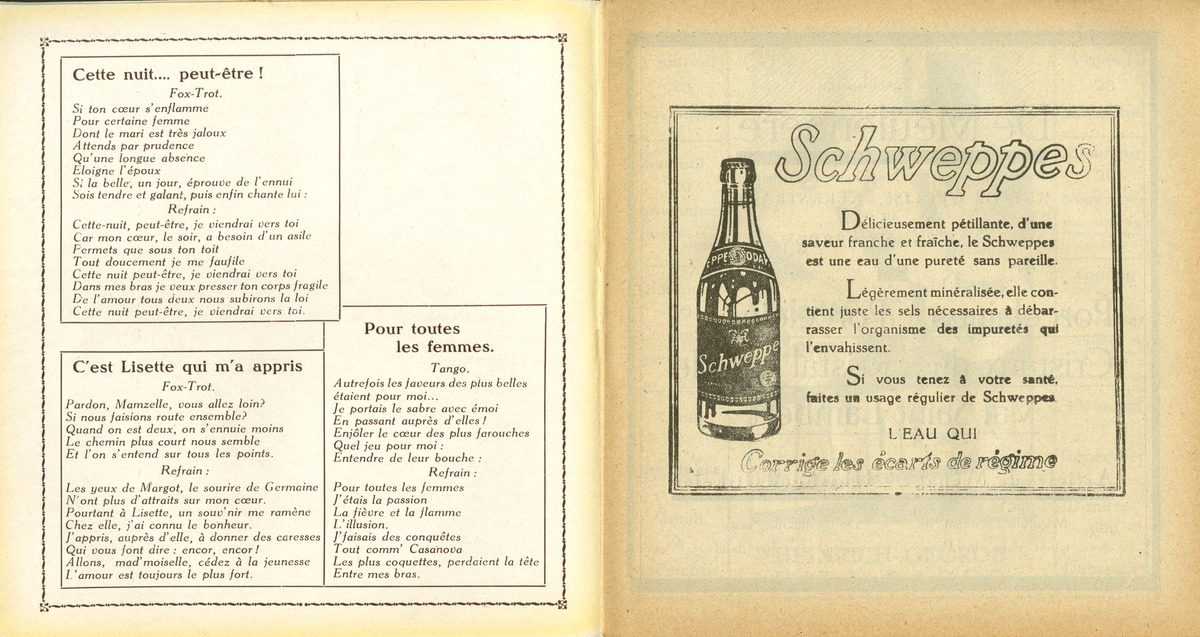 Cette nuit.... peut-être !
Fox-Trot.
Si ton cœur s'enflamme
Pour certaine femme
Dont le mari est très jaloux
Attends par prudence
Qu'une longue absence
Eloigne l'époux
Si la belle, un jour, éprouve de l'ennui
Sois tendre et galant, puis enfin chante lui :
Refrain :
Cette-nuit, peut-être, je viendrai vers toi
Car mon cœur, le soir, a besoin d'un asile
Permets que sous ton toit
Tout doucement je me faufile
Cette nuit peut-être, je viendrai vers toi
Dans mes bras je veux presser ton corps fragile
De l'amour tous deux nous subirons la loi
Cette nuit peut-être, je viendrai vers toi.
C'est Lisette qui m'a appris
Fox-Trot.
Pardon, Mamzelle, vous allez loin?
Si nous faisions route ensemble?
Quand on est deux, on s'ennuie moins
Le chemin plus court nous semble
Et l'on s'entend sur tous les points.
Refrain :
Les yeux de Margot, le sourire de Germaine
N'ont plus d'attraits sur mon cœur.
Pourtant à Lisette, un souv'nir me ramène
Chez elle, j'ai connu le bonheur.
J'appris, auprès d'elle, à donner des caresses
Qui vous font dire : encor, encor !
Allons, mad'moiselle, cédez à la jeunesse
L'amour est toujours le plus fort.
Pour toutes
les femmes.
Tango.
Autrefois les faveurs des plus belles
étaient pour moi...
Je portais le sabre avec émoi
En passant auprès d'elles !
Enjôler le cœur des plus farouches
Quel jeu pour moi :
Entendre de leur bouche :
Refrain :
Pour toutes les femmes
J'étais la passion
La fièvre et la flamme
L'illusion.
J'faisais des conquêtes
Tout comm' Casanova
Les plus coquettes, perdaient la tête
Entre mes bras.
Schweppes
Délicieusement pétillante, d'une
saveur franche et fraîche, le Schweppes
est une eau d'une pureté sans pareille.
Légèrement minéralisée, elle con-
tient juste les sels nécessaires à débar-
rasser l'organisme des impuretés qui
l'envahissent.
Si vous tenez à votre santé,
faites un usage régulier de Schweppes
L'EAU QUI
Corrige les écarts de régime
PPES SODA
Schweppe